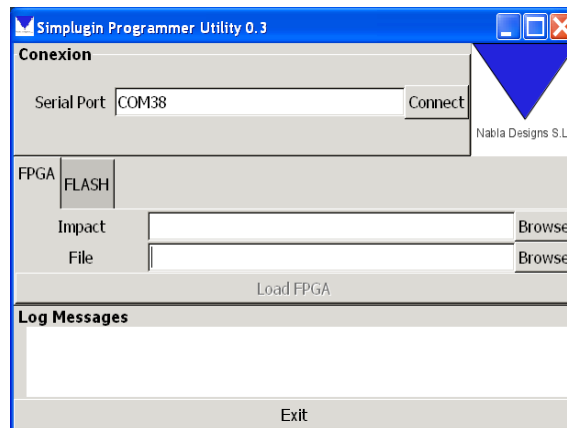 Simplugin Programmer Utility 0.3
Conexion
Serial Port COM38 Connect
Nabla Designs S.L
FPGA FLASH
Impact Browse
File Browse
Load FPGA
Log Messages
Exit